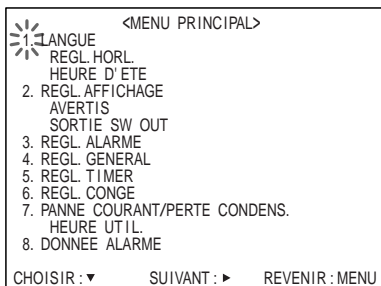 <MENU PRINCIPAL>
1. LANGUE
REGL.HORL.
HEURE D'ETE
2. REGL.AFFICHAGE
AVERTIS
SORTIE SW OUT
3. REGL. ALARME
4. REGL. GENERAL
5. REGL. TIMER
6. REGL. CONGE
7. PANNE COURANT/PERTE CONDENS.
HEURE UTIL.
8. DONNEE ALARME
CHOISIR:▼ SUIVANT:► REVENIR:MENU